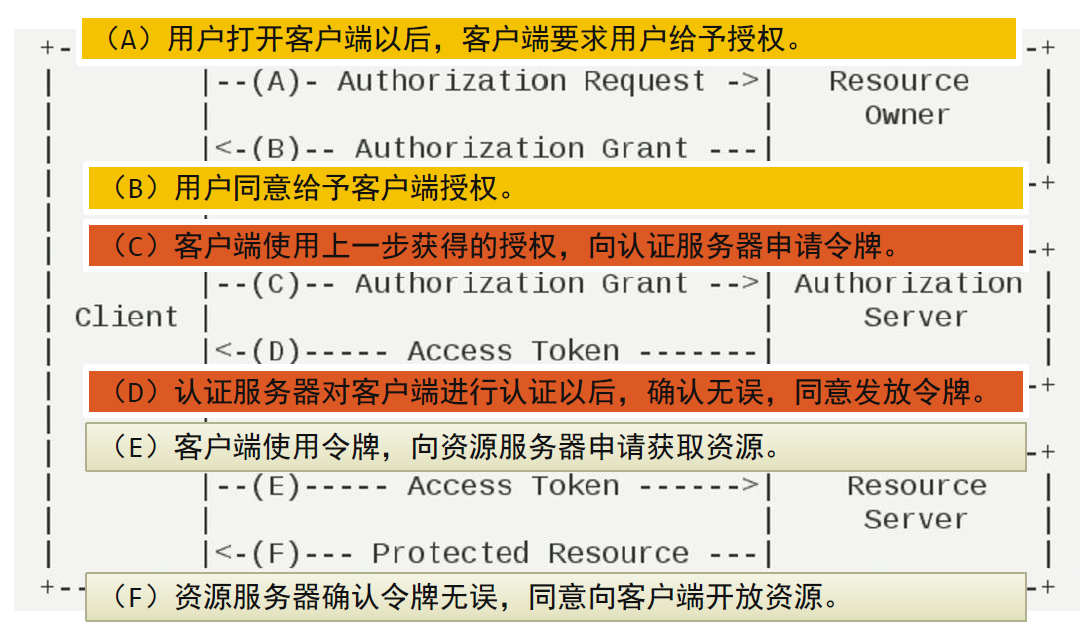 （A）用户打开客户端以后，客户端要求用户给予授权。
|--(A)- Authorization Request ->| Resource
Owner
|<-(B)-- Authorization Grant ---|
（B）用户同意给予客户端授权。
（C）客户端使用上一步获得的授权，向认证服务器申请令牌。
|--(C)-- Authorization Grant -->| Authorization
Client Server
|<-(D)----- Access Token -------|
（D）认证服务器对客户端进行认证以后，确认无误，同意发放令牌。
（E）客户端使用令牌，向资源服务器申请获取资源。
|--(E)----- Access Token ------>| Resource
Server
|<-(F)--- Protected Resource ---|
（F）资源服务器确认令牌无误，同意向客户端开放资源。